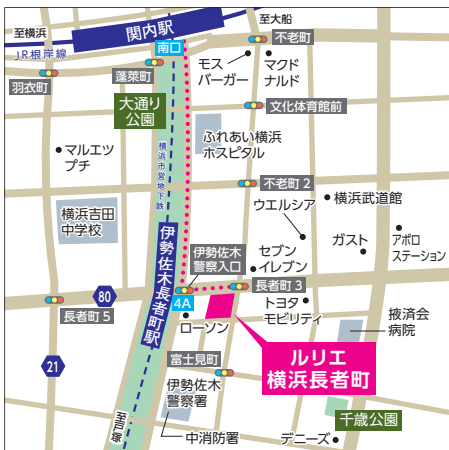 至横浜
関内駅
至大船
JR根岸線
南口
不老町
羽衣町
蓬莱町
モス
バーガー
マクド
ナルド
大通り
公園
文化体育館前
マルエツ
プチ
横浜市営地下鉄
ふれあい横浜
ホスピタル
不老町2
横浜吉田
中学校
ウエルシア
横浜武道館
伊勢佐木長者町駅
伊勢佐木
警察入口
セブン
イレブン
ガスト
アポロ
ステーション
80
4A
長者町3
長者町5
ローソン
トヨタ
モビリティ
掖済会
病院
21
富士見町
ルリエ
横浜長者町
伊勢佐木
警察署
至戸塚
中消防署
千歳公園
デニーズ